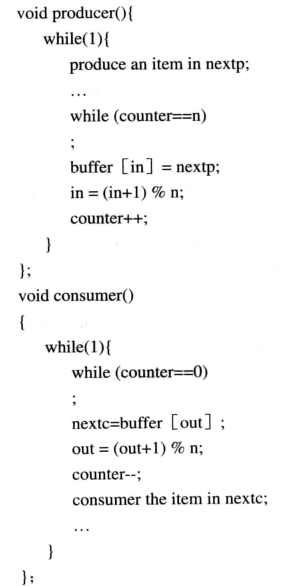 void producer(){
while(1){
produce an item in nextp;
...
while (counter==n)
;
buffer [in] = nextp;
in = (in+1) % n;
counter++;
}
};
void consumer()
{
while(1){
while (counter==0)
;
nextc=buffer [out] ;
out = (out+1) % n;
counter--;
consumer the item in nextc;
...
}
};